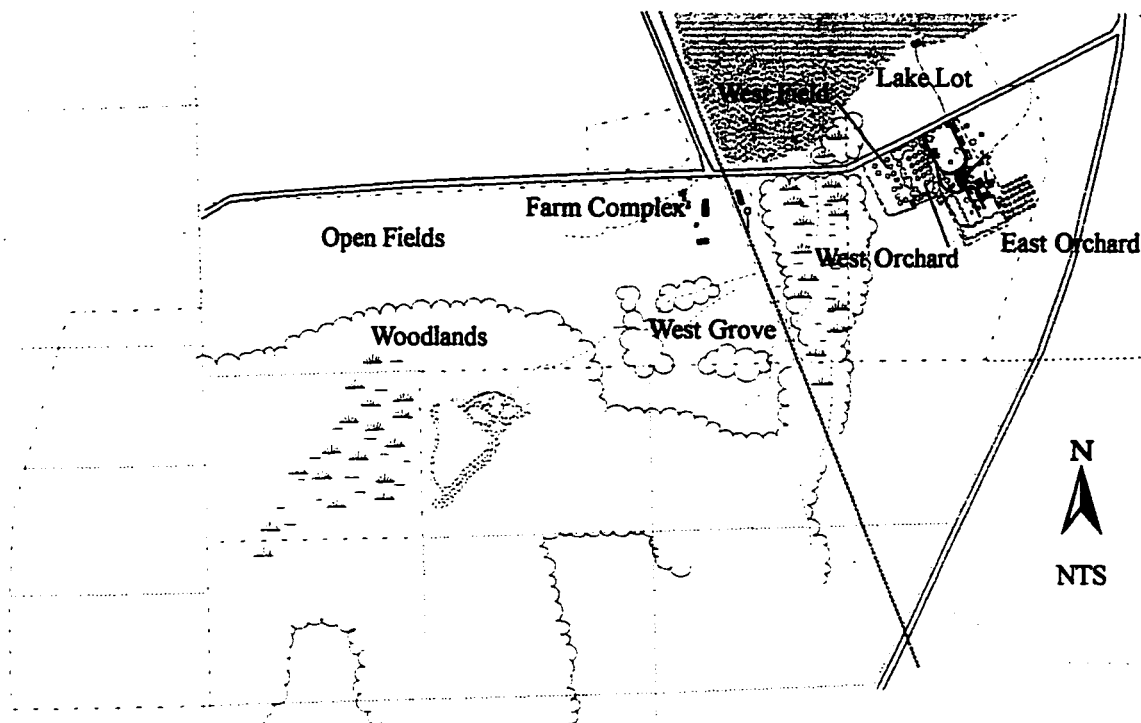 Lake Lot
West Field
Farm Complex
Open Fields
West Orchard
East Orchard
Woodlands
West Grove
N
NTS